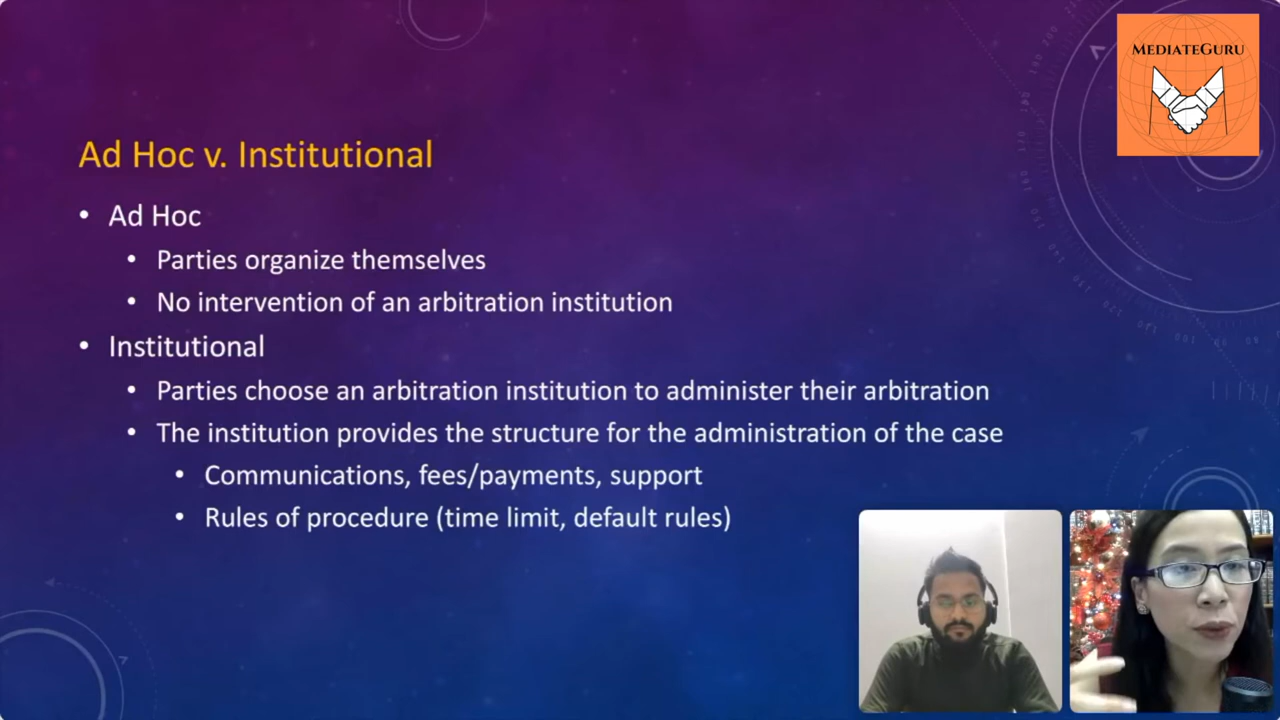 MEDIATEGURU
Ad Hoc v. Institutional
• Ad Hoc
• Parties organize themselves
• No intervention of an arbitration institution
• Institutional
• Parties choose an arbitration institution to administer their arbitration
• The institution provides the structure for the administration of the case
• Communications, fees/payments, support
• Rules of procedure (time limit, default rules)